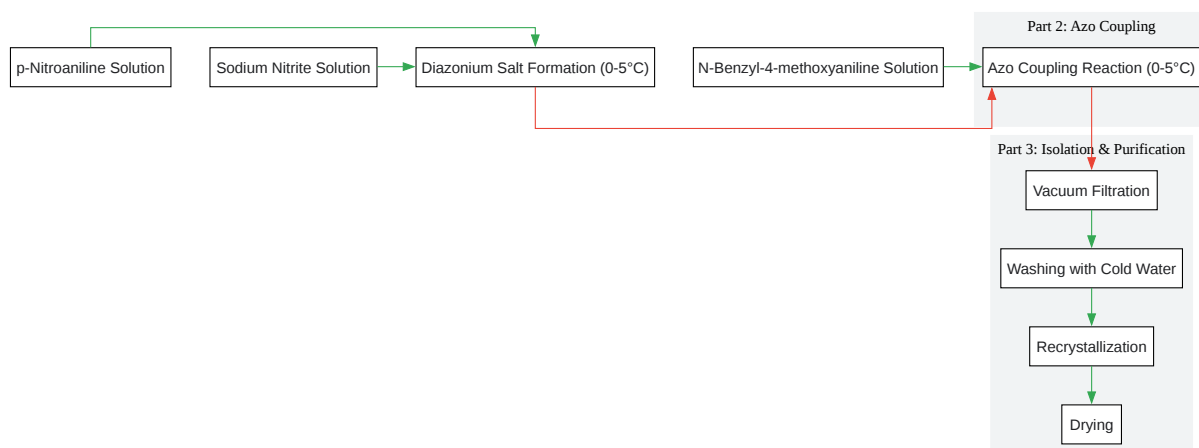 Part 2: Azo Coupling
p-Nitroaniline Solution
Sodium Nitrite Solution
Diazonium Salt Formation (0-5°C)
N-Benzyl-4-methoxyaniline Solution
Azo Coupling Reaction (0-5°C)
Part 3: Isolation & Purification
Vacuum Filtration
Washing with Cold Water
Recrystallization
Drying